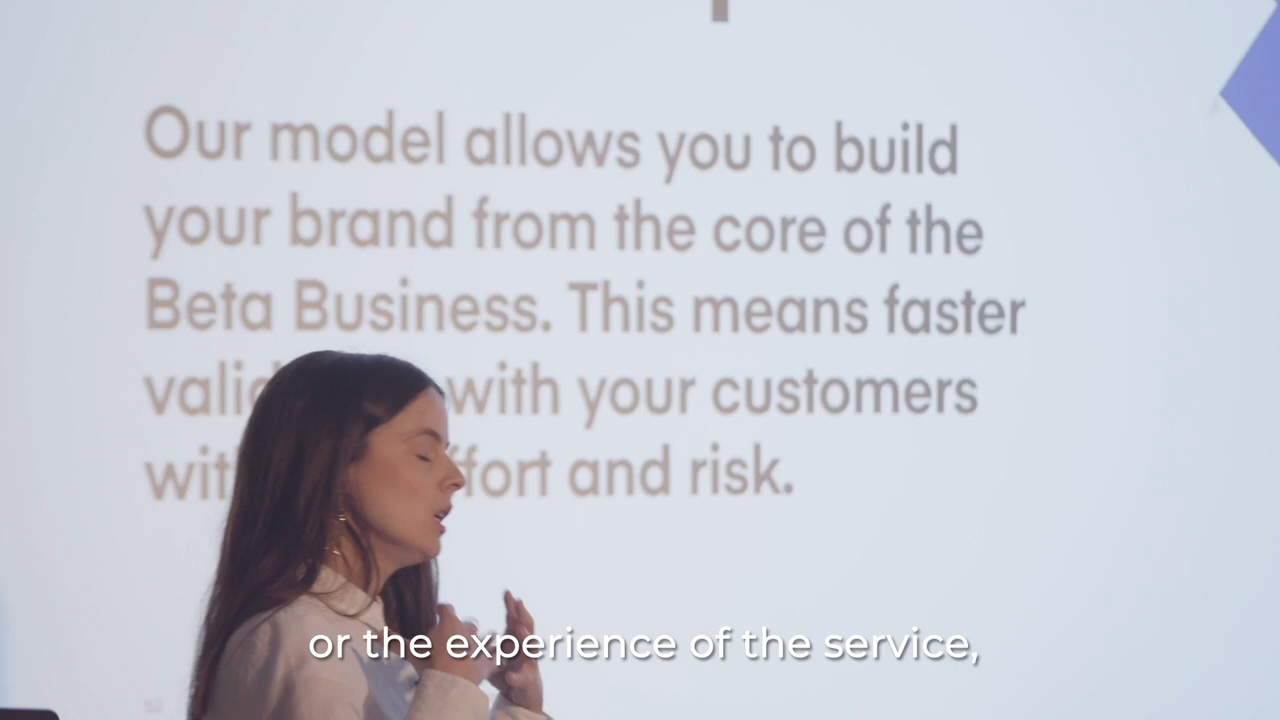 Our model allows you to build
your brand from the core of the
Beta Business. This means faster
with your customers
and risk.
or the experience of the service,